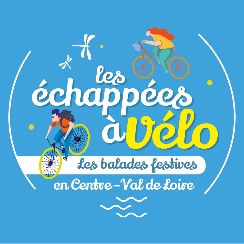 les
échappées
à vélo
Les balades festives
en Centre-Val de Loire